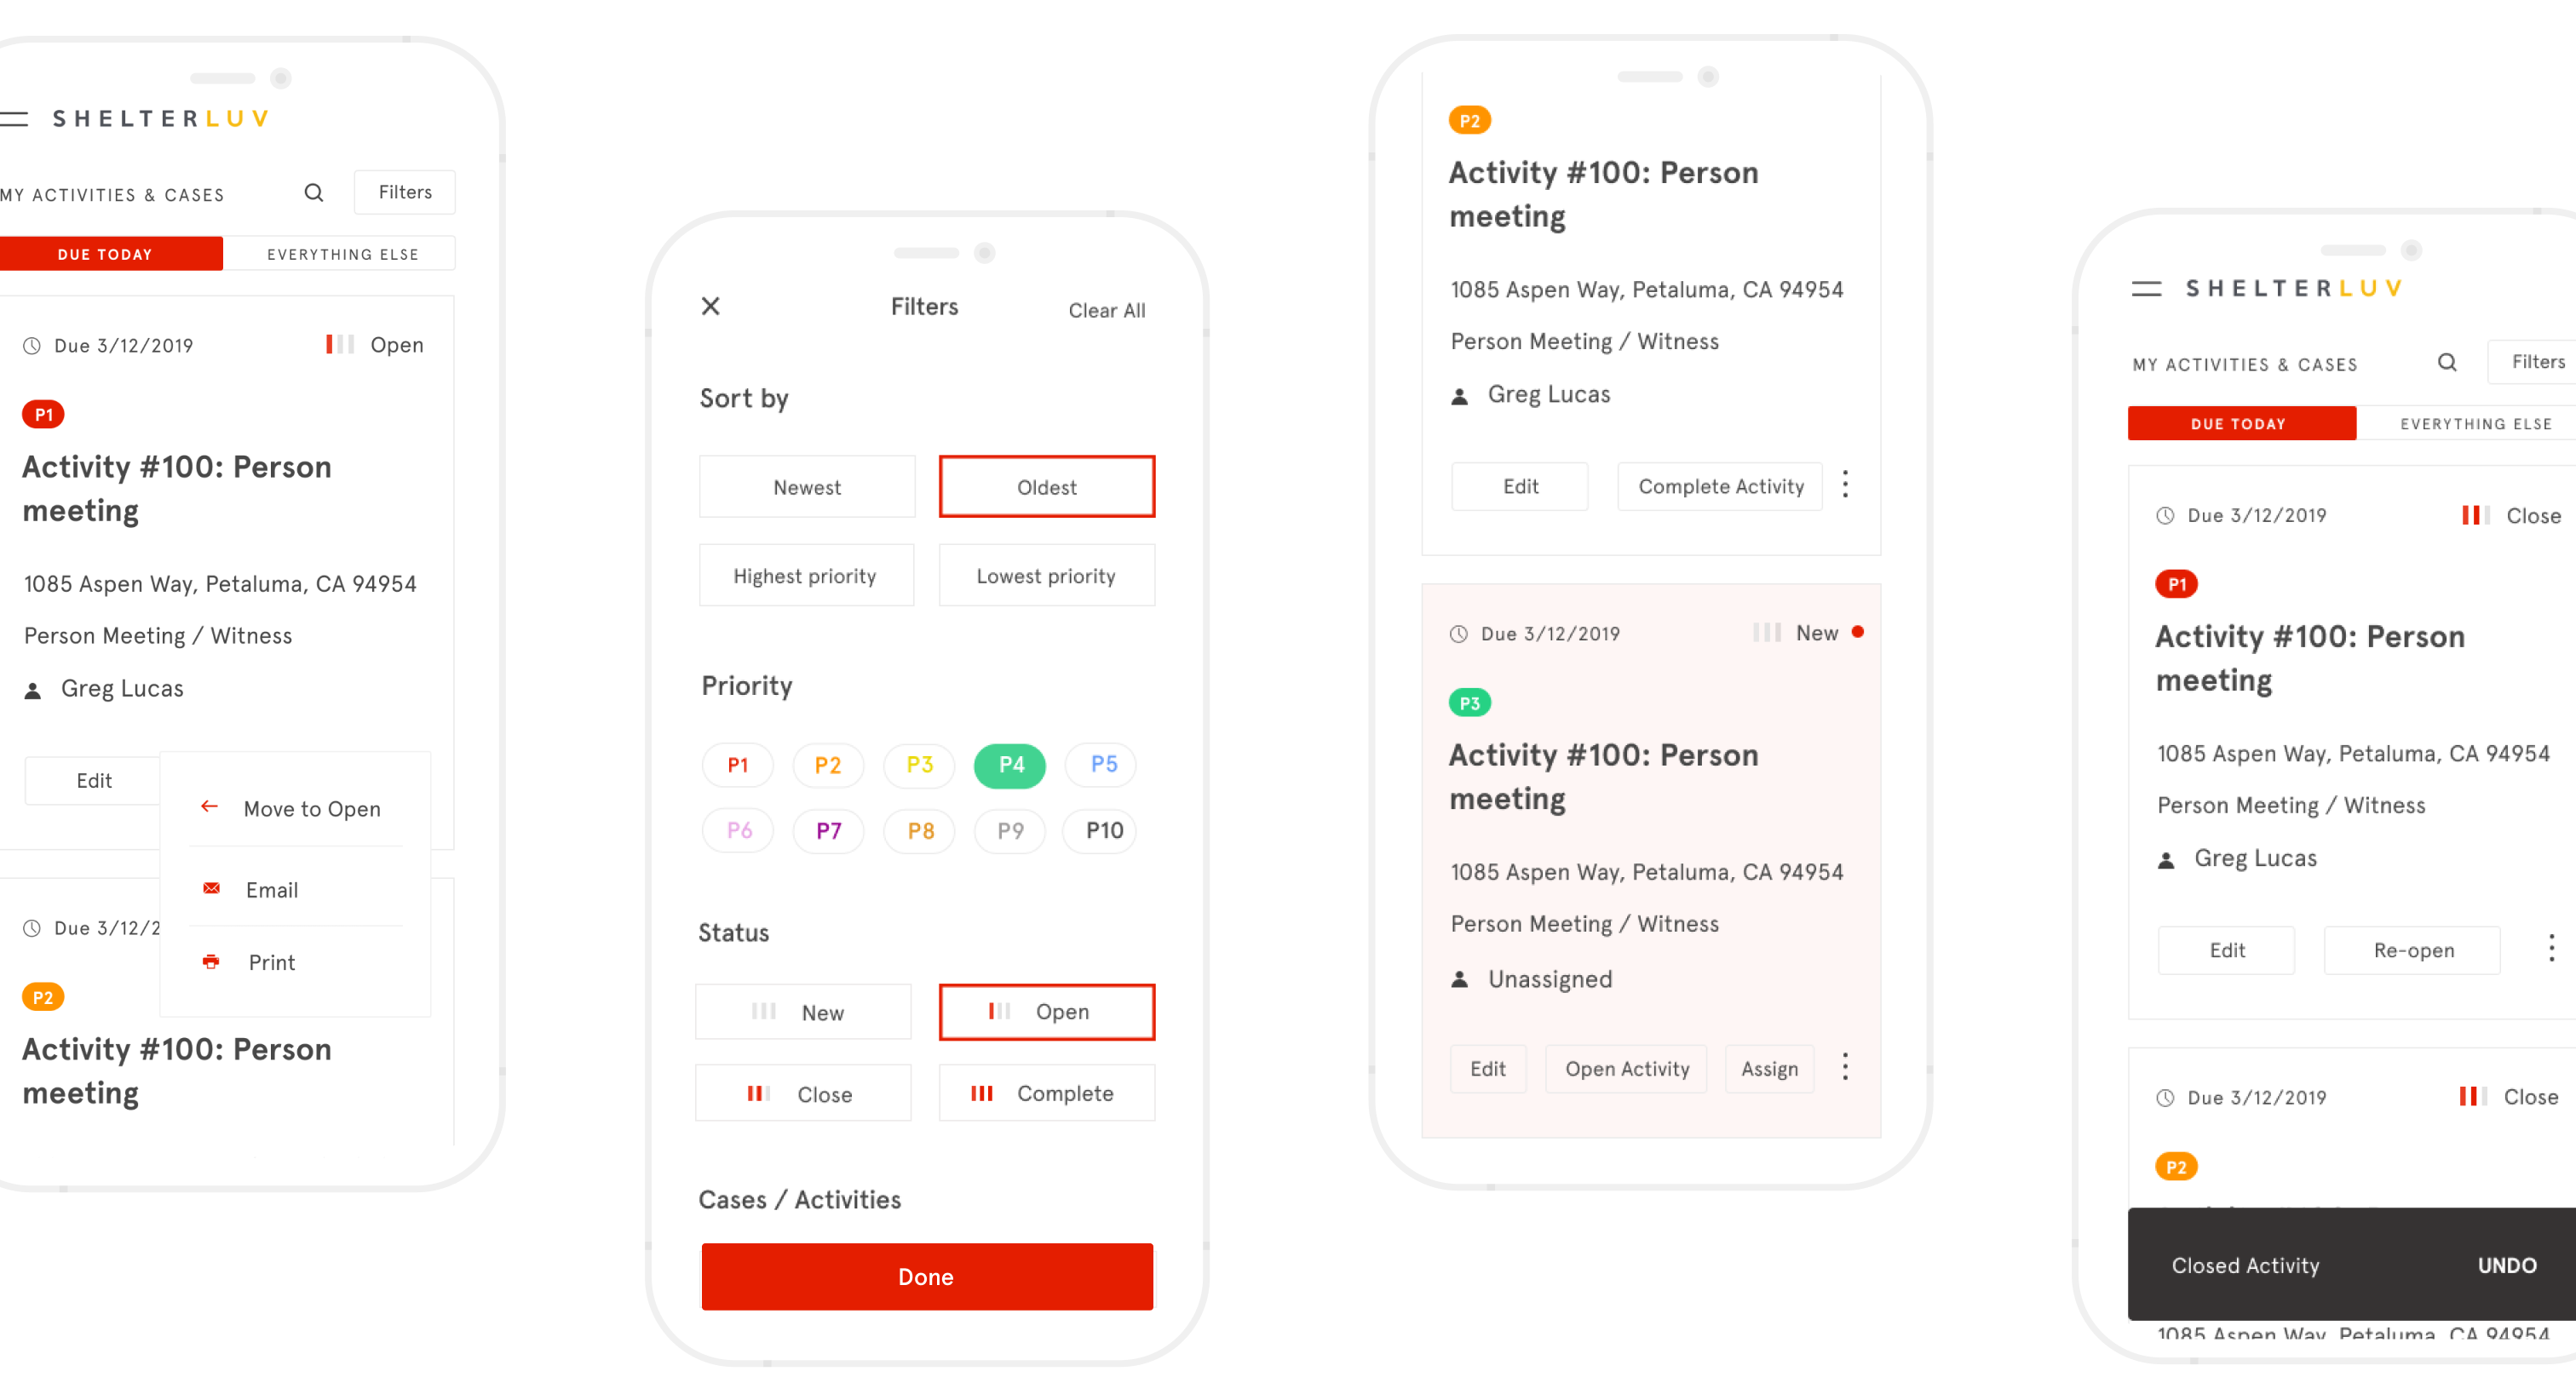 SHELTERLUV
MY ACTIVITIES & CASES
Filters
DUE TODAY
EVERYTHING ELSE
Due 3/12/2019
Open
P1
Activity #100: Person
meeting
1085 Aspen Way, Petaluma, CA 94954
Person Meeting / Witness
Greg Lucas
Edit
Move to Open
Email
Print
Due 3/12/2
P2
Activity #100: Person
meeting
Filters
Clear All
Sort by
Newest
Oldest
Highest priority
Lowest priority
Priority
P1
P2
P3
P4
P5
P6
P7
P8
P9
P10
Status
New
Open
Close
Complete
Cases / Activities
Done
P2
Activity #100: Person
meeting
1085 Aspen Way, Petaluma, CA 94954
Person Meeting / Witness
Greg Lucas
Edit
Complete Activity
Due 3/12/2019
New
P3
Activity #100: Person
meeting
1085 Aspen Way, Petaluma, CA 94954
Person Meeting / Witness
Unassigned
Edit
Open Activity
Assign
SHELTERLUV
MY ACTIVITIES & CASES
Filters
DUE TODAY
EVERYTHING ELSE
Due 3/12/2019
Close
P1
Activity #100: Person
meeting
1085 Aspen Way, Petaluma, CA 94954
Person Meeting / Witness
Greg Lucas
Edit
Re-open
Due 3/12/2019
Close
P2
Closed Activity
UNDO
1085 Aspen Way, Petaluma, CA 94954